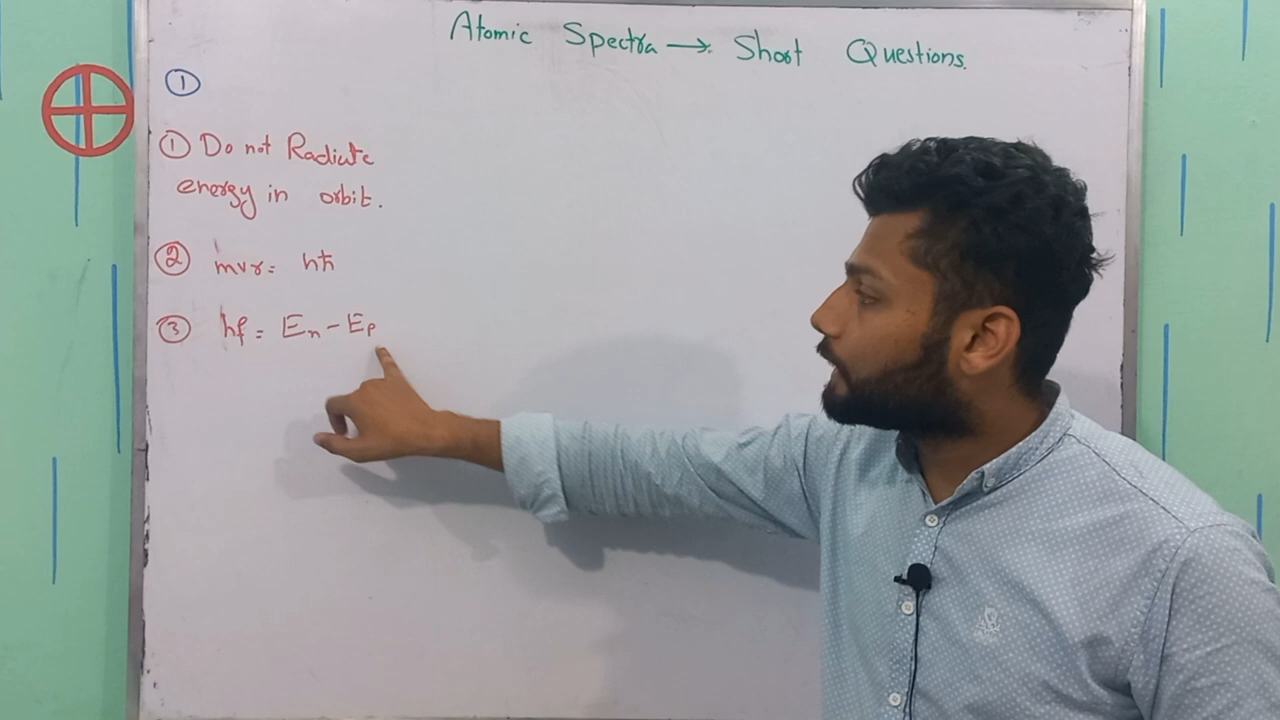 Atomic Spectra → Short Questions.
①
① Do not Radiate
energy in orbit.
② mvr = nħ
③ hf = Eₙ - Eₚ